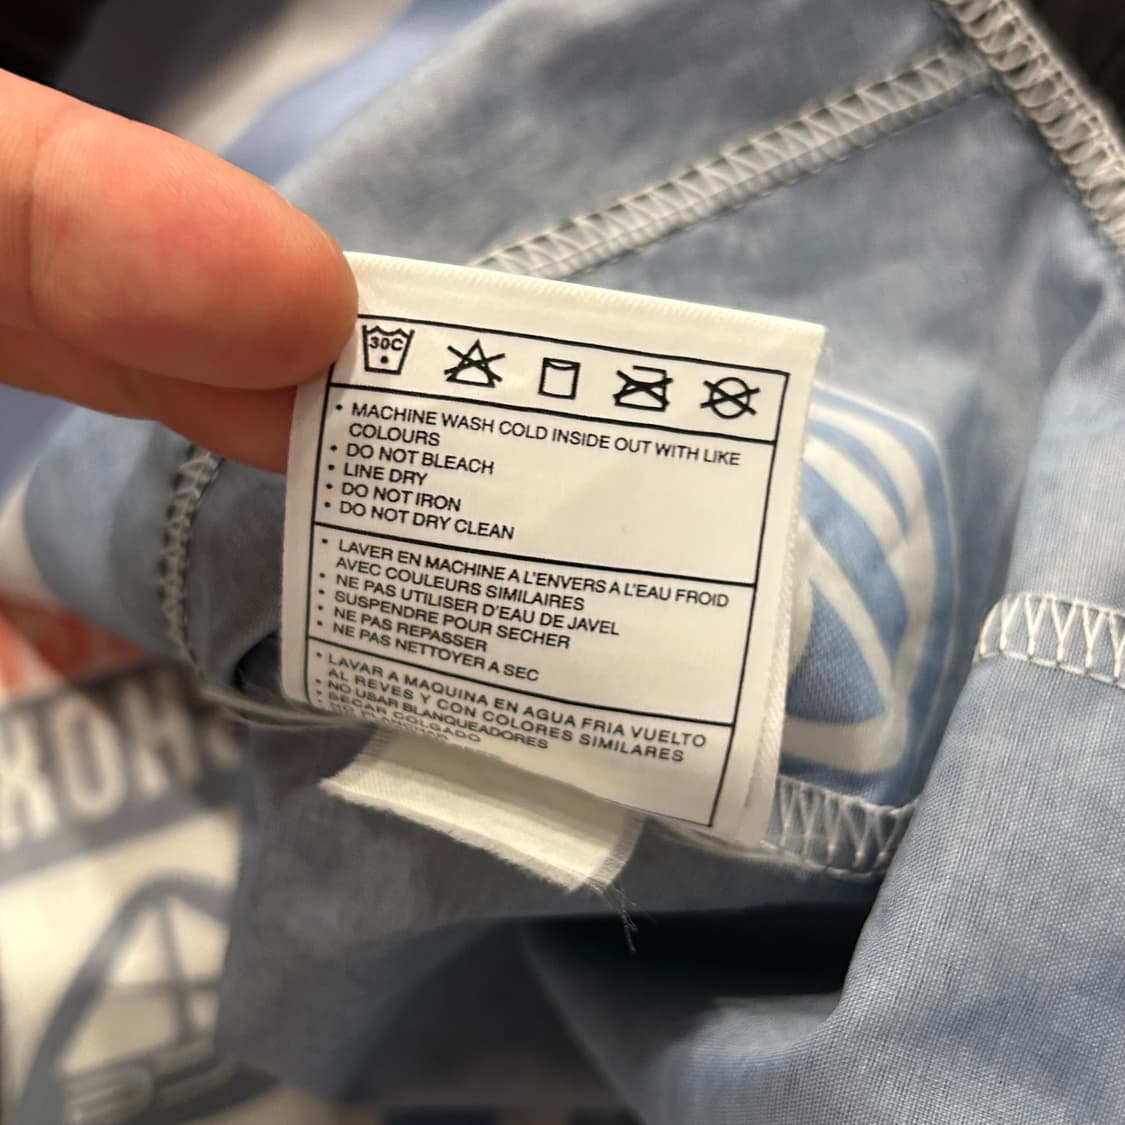 30C
• MACHINE WASH COLD INSIDE OUT WITH LIKE
COLOURS
• DO NOT BLEACH
• LINE DRY
• DO NOT IRON
• DO NOT DRY CLEAN
• LAVER EN MACHINE A L'ENVERS A L'EAU FROID
AVEC COULEURS SIMILAIRES
• NE PAS UTILISER D'EAU DE JAVEL
• SUSPENDRE POUR SECHER
• NE PAS REPASSER
• NE PAS NETTOYER A SEC
• LAVAR A MAQUINA EN AGUA FRIA VUELTO
AL REVES Y CON COLORES SIMILARES
• NO USAR BLANQUEADORES
• SECAR COLGADO
• NO PLANCHAR